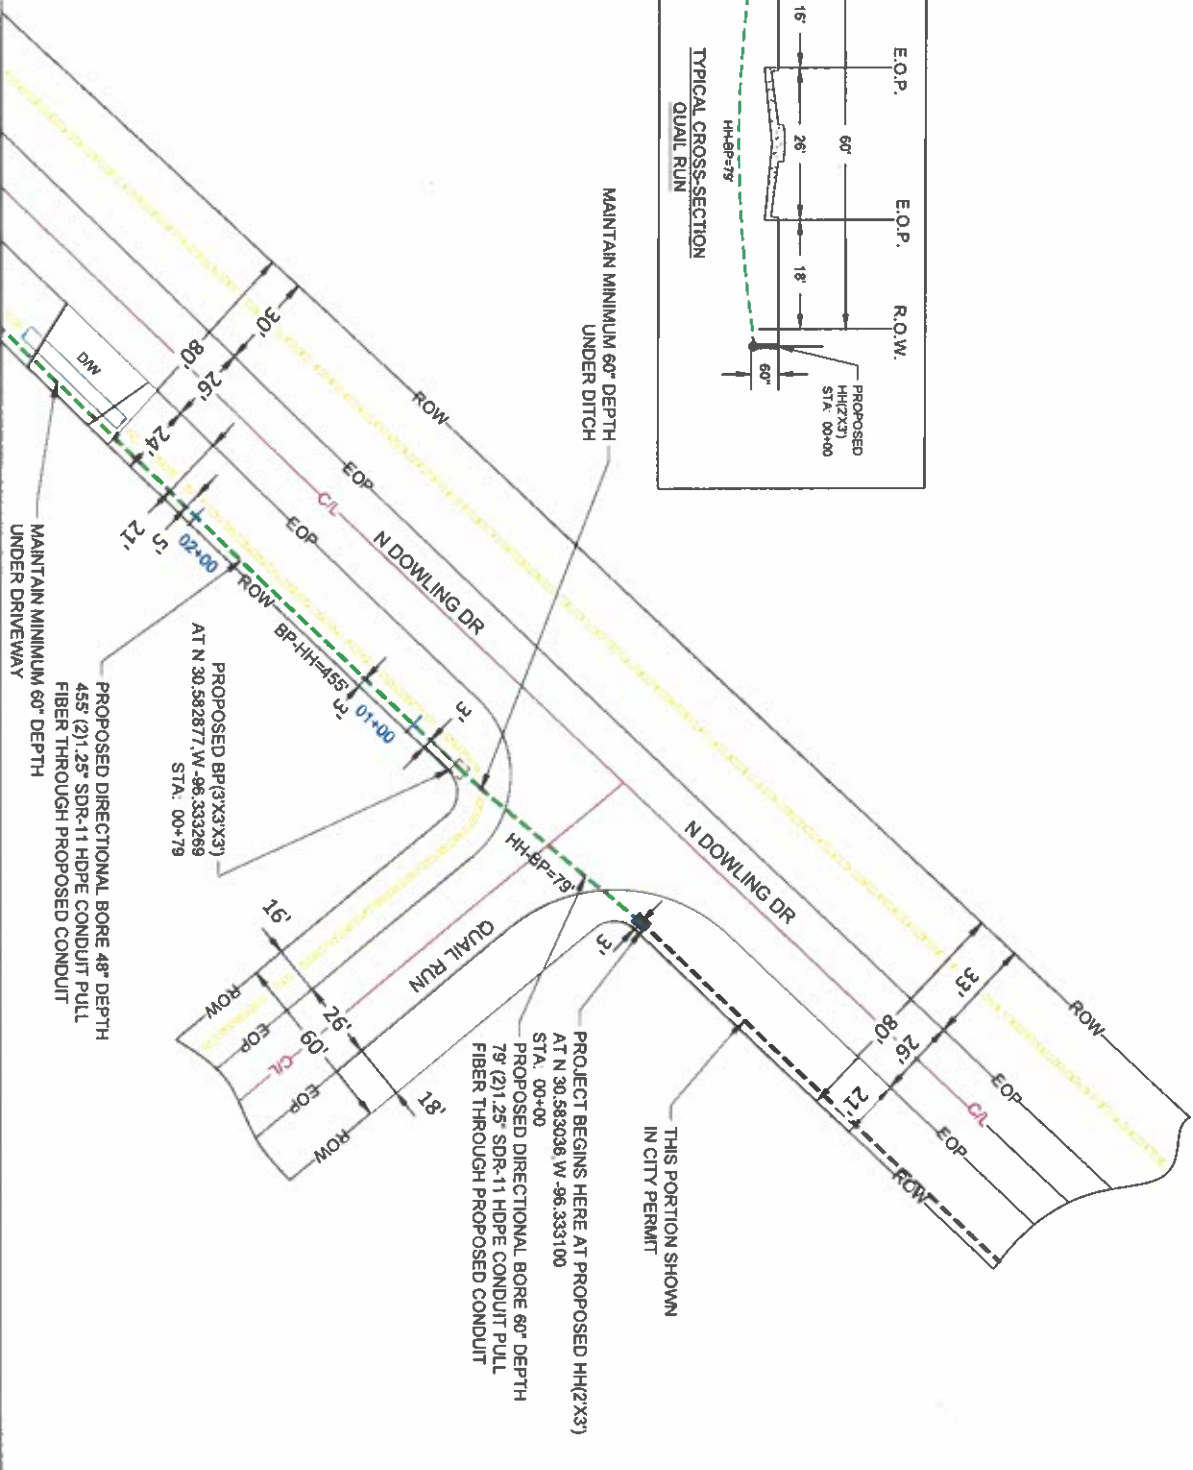 E.O.P.
E.O.P.
R.O.W.
60'
16'
26'
18'
PROPOSED
HH(2'X3')
STA: 00+00
60"
HH-BP=79'
TYPICAL CROSS-SECTION
QUAIL RUN
MAINTAIN MINIMUM 60" DEPTH
UNDER DITCH
ROW
ROW
30'
80'
26'
24'
EOP
C/L
EOP
N DOWLING DR
N DOWLING DR
33'
80'
26'
21'
EOP
C/L
EOP
ROW
D/W
21'
5'
02+00
ROW
BP-HH=455'
3'
01+00
3'
HH-BP=79'
3'
QUAIL RUN
16'
26'
60'
18'
ROW
EOP
C/L
EOP
ROW
THIS PORTION SHOWN
IN CITY PERMIT
PROJECT BEGINS HERE AT PROPOSED HH(2'X3')
AT N 30.583036,W -96.333100
STA: 00+00
PROPOSED DIRECTIONAL BORE 60" DEPTH
79' (2)1.25" SDR-11 HDPE CONDUIT PULL
FIBER THROUGH PROPOSED CONDUIT
PROPOSED BP(3'X3'X3')
AT N 30.582877,W -96.333269
STA: 00+79
PROPOSED DIRECTIONAL BORE 48" DEPTH
455' (2)1.25" SDR-11 HDPE CONDUIT PULL
FIBER THROUGH PROPOSED CONDUIT
MAINTAIN MINIMUM 60" DEPTH
UNDER DRIVEWAY